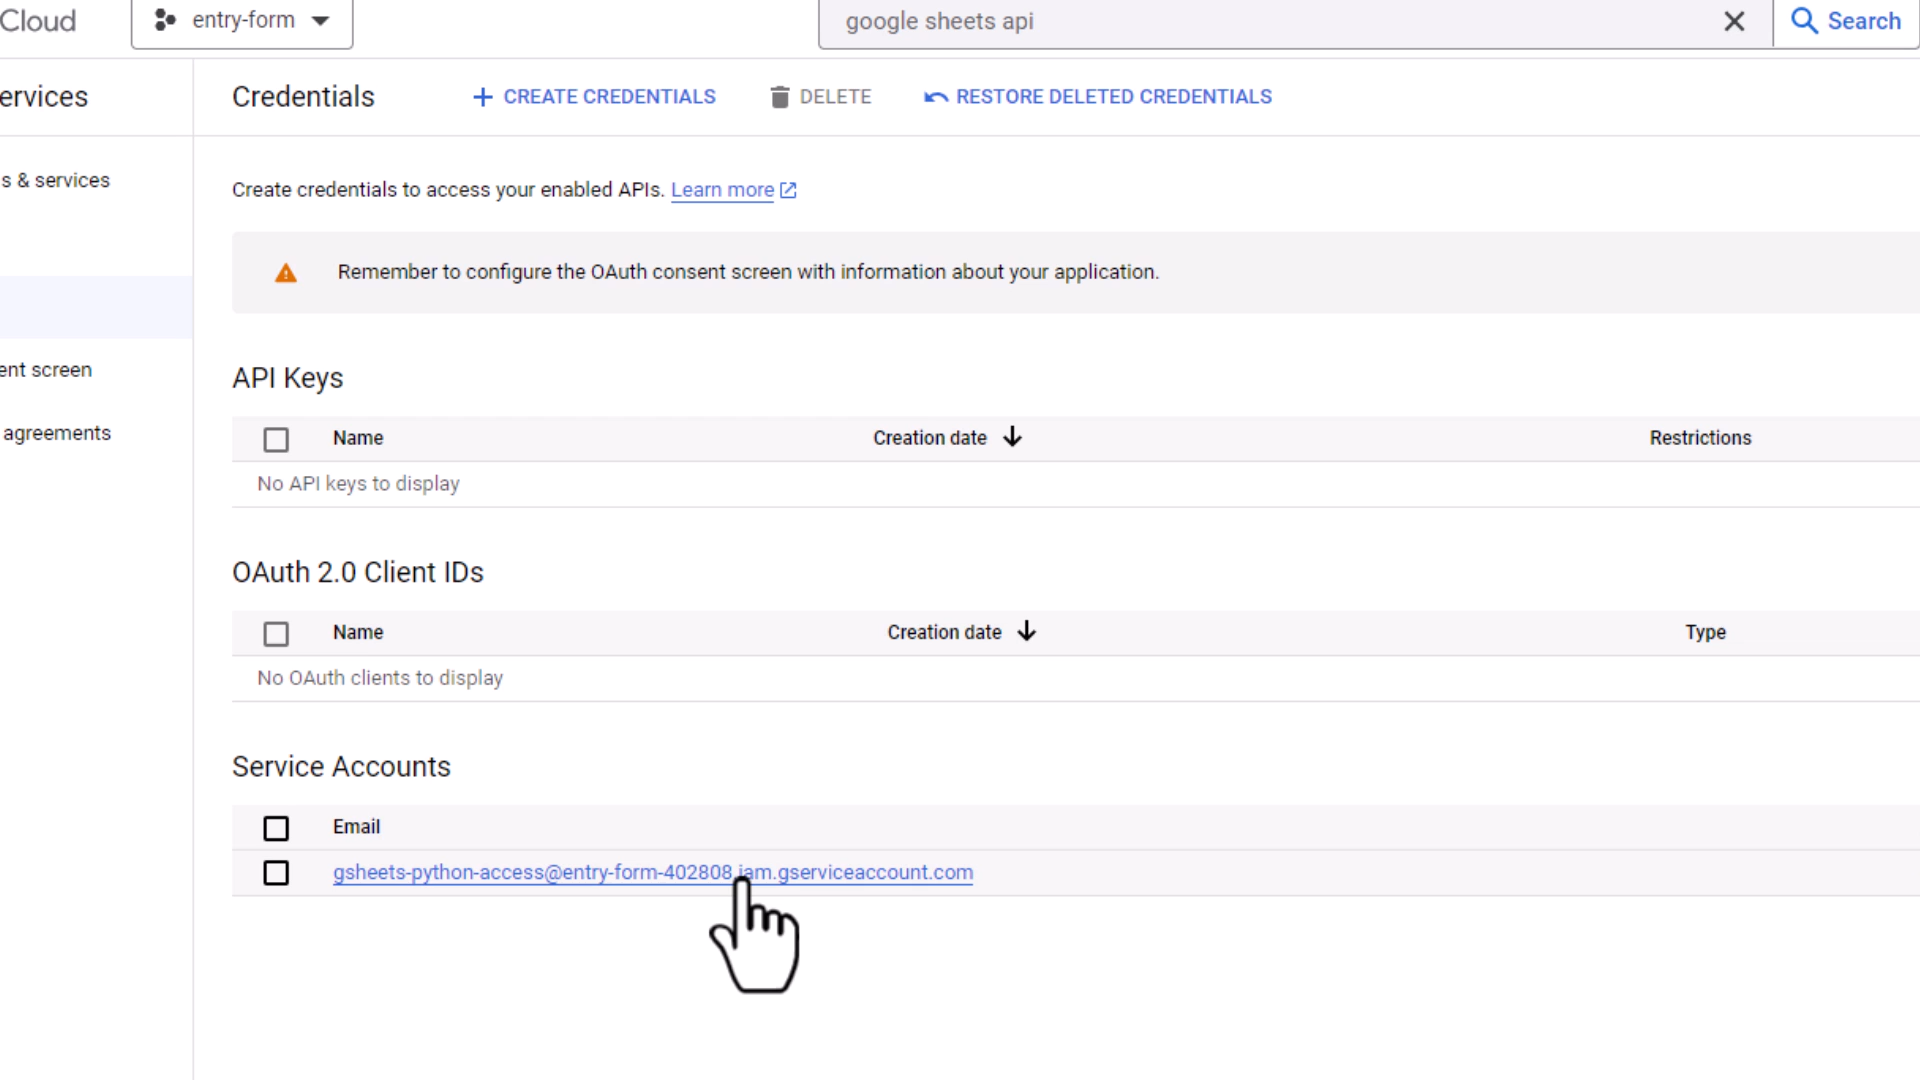 Cloud
entry-form
google sheets api
Search
ervices
Credentials
CREATE CREDENTIALS
DELETE
RESTORE DELETED CREDENTIALS
s & services
Create credentials to access your enabled APIs. Learn more
Remember to configure the OAuth consent screen with information about your application.
ent screen
API Keys
agreements
Name Creation date Restrictions
No API keys to display
OAuth 2.0 Client IDs
Name Creation date Type
No OAuth clients to display
Service Accounts
Email
gsheets-python-access@entry-form-402808.iam.gserviceaccount.com